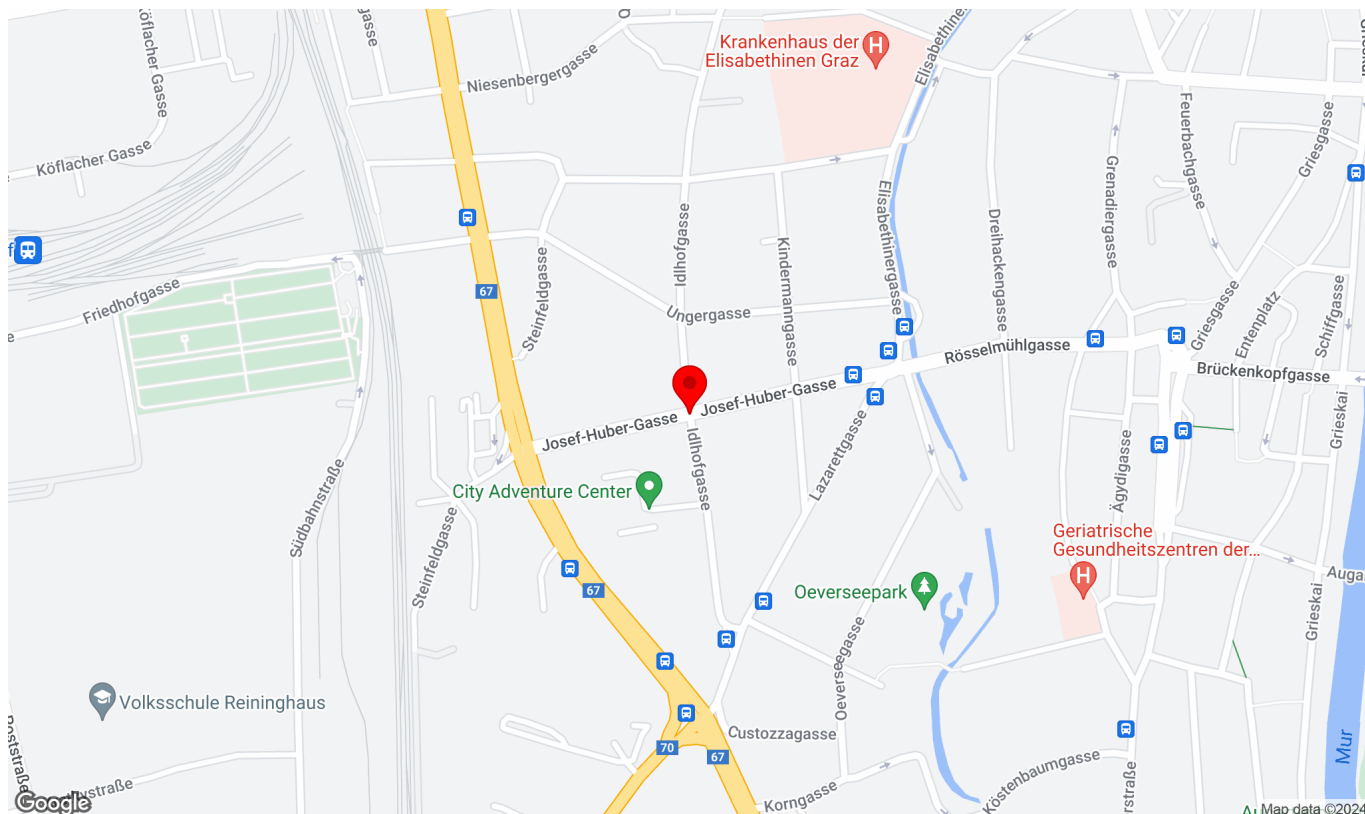 Köflacher Gasse
Niesenbergergasse
Krankenhaus der
Elisabethinen Graz
Feuerbachgasse
Griesgasse
Köflacher Gasse
Grenadiergasse
Elisabethinergasse
Dreihackengasse
Idlhofgasse
Kindermanngasse
Friedhofgasse
67
Steinfeldgasse
Ungergasse
Griesgasse
Entenplatz
Schiffgasse
Rösselmühlgasse
Brückenkopfgasse
Josef-Huber-Gasse
Josef-Huber-Gasse
Grieskai
Idlhofgasse
Lazarettgasse
Ägydigasse
City Adventure Center
Südbahnstraße
Steinfeldgasse
Geriatrische
Gesundheitszentren der...
67
Oeverseepark
Grieskai
Oeverseegasse
Volksschule Reininghaus
Custozzagasse
70
67
Mur
Köstenbaumgasse
Korngasse
Poststraße
Google
Map data ©2024